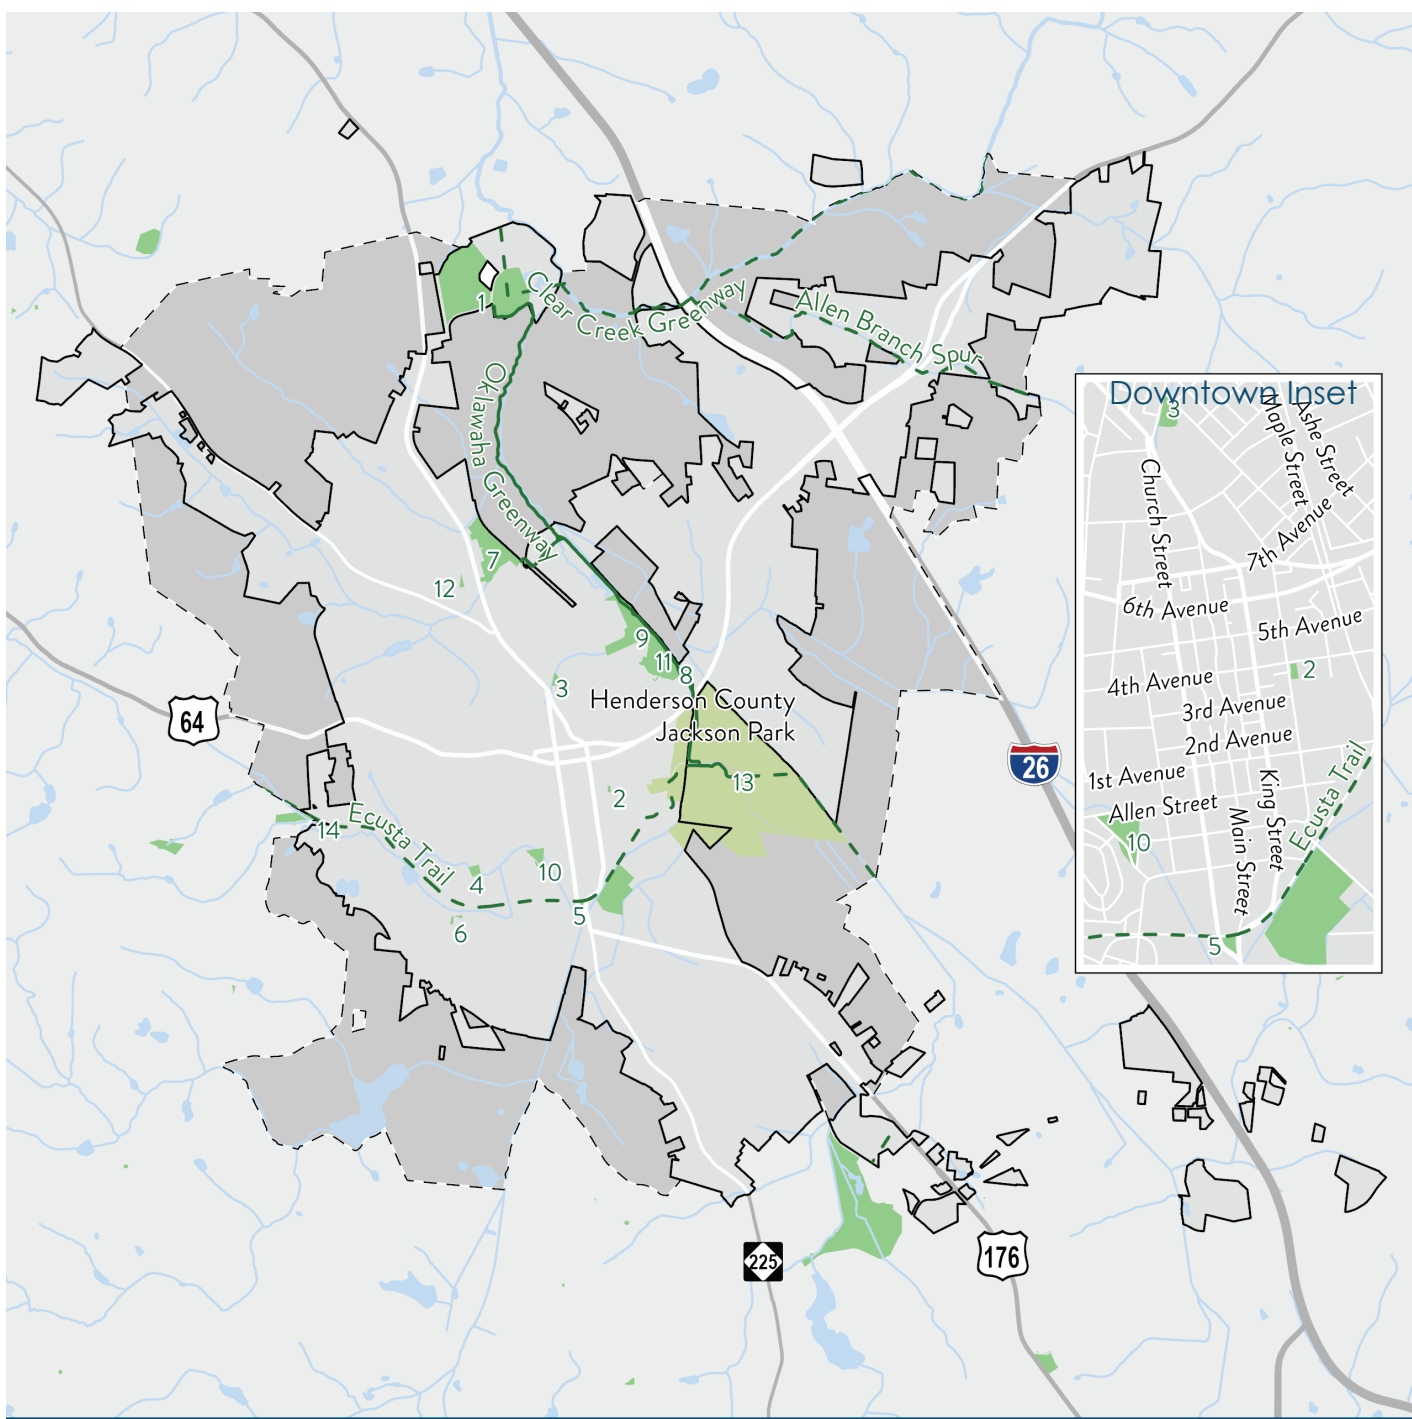 1
Clear Creek Greenway
Allen Branch Spur
Oklawaha Greenway
7
12
9
11
8
3
Henderson County
Jackson Park
64
26
13
2
Ecusta Trail
14
4
10
5
6
225
176
Downtown Inset
3
Maple Street
Ashe Street
Church Street
7th Avenue
6th Avenue
5th Avenue
2
4th Avenue
3rd Avenue
2nd Avenue
1st Avenue
Allen Street
King Street
Main Street
Ecusta Trail
10
5